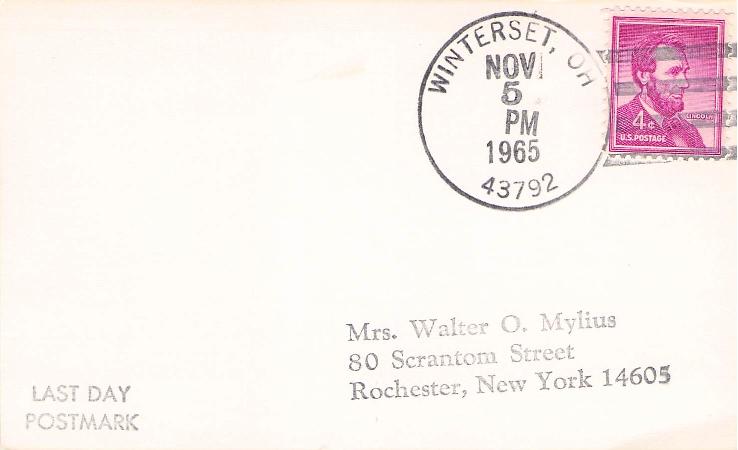 WINTERSET, OH
NOV
5
PM
1965
43792
LINCOLN
4¢
U.S. POSTAGE
Mrs. Walter O. Mylius
80 Scrantom Street
Rochester, New York 14605
LAST DAY
POSTMARK